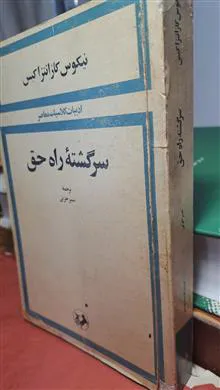 نیکوس کازانتزاکیس
ادبیات کلاسیک معاصر
سرگشتهٔ راه حق
ترجمهٔ
منیر جزنی
نیکوس کازانتزاکیس
سرگشتهٔ راه حق